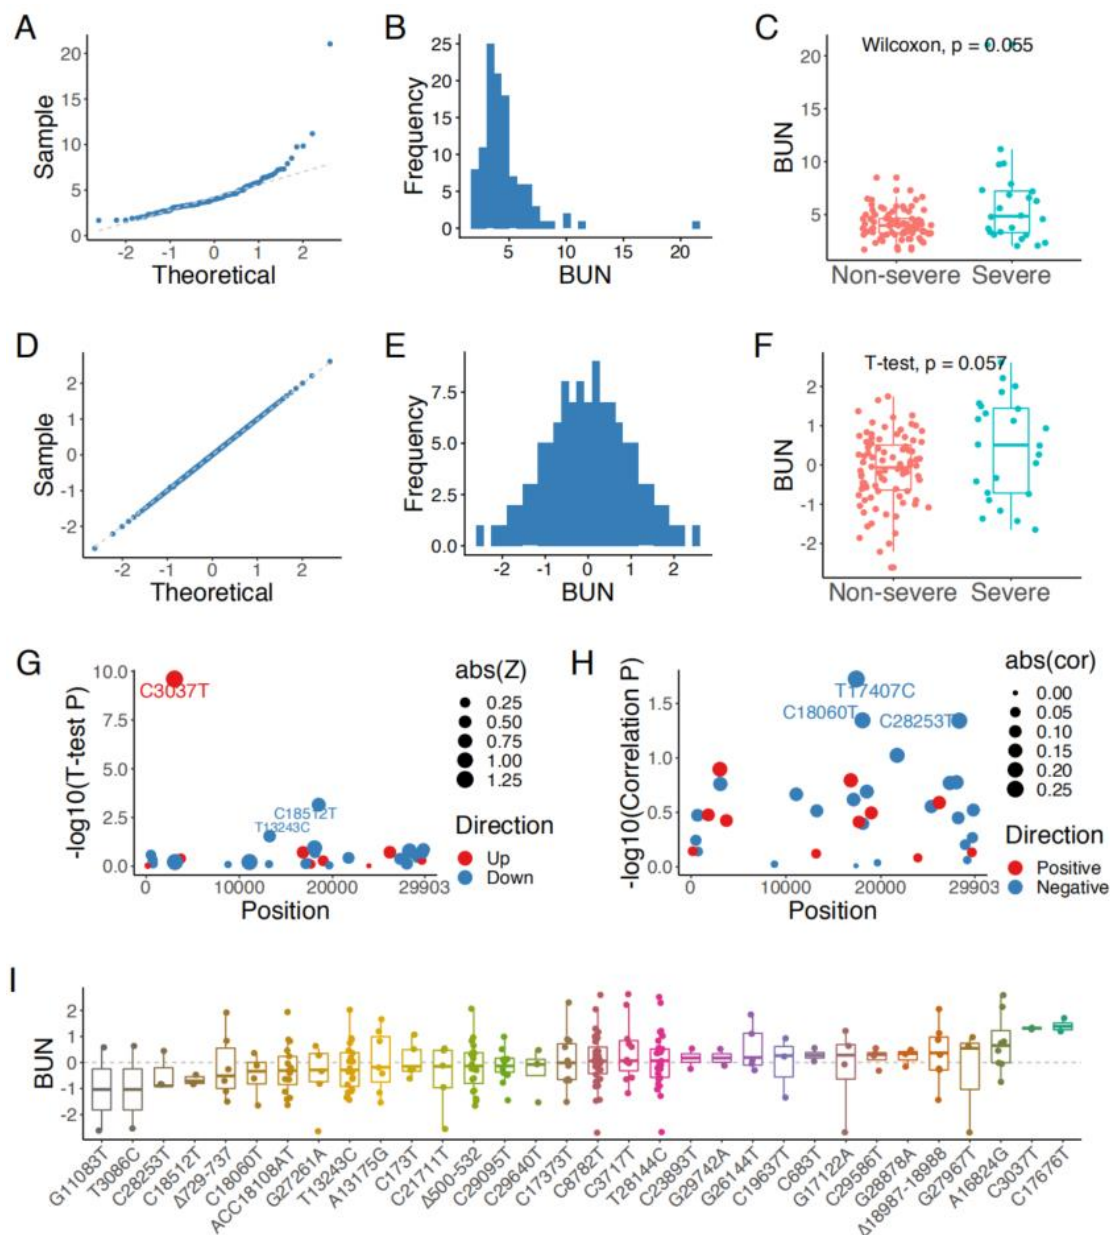 A
Sample
20
15
10
5
0
-2
-1
0
1
2
Theoretical
B
Frequency
25
20
15
10
5
0
5
10
15
20
BUN
C
Wilcoxon, p = 0.055
BUN
20
15
10
5
Non-severe
Severe
D
Sample
2
1
0
-1
-2
-2
-1
0
1
2
Theoretical
E
Frequency
7.5
5.0
2.5
0.0
-2
-1
0
1
2
BUN
F
T-test, p = 0.057
BUN
2
1
0
-1
-2
Non-severe
Severe
G
-log10(T-test P)
10.0
7.5
5.0
2.5
0.0
C3037T
C18512T
T13243C
0
10000
20000
29903
Position
abs(Z)
0.25
0.50
0.75
1.00
1.25
Direction
Up
Down
H
-log10(Correlation P)
1.5
1.0
0.5
0.0
T17407C
C18060T
C28253T
0
10000
20000
29903
Position
abs(cor)
0.00
0.05
0.10
0.15
0.20
0.25
Direction
Positive
Negative
I
BUN
2
1
0
-1
-2
G11083T
T3086C
C28253T
C18512T
Δ729-737
C18060T
ACC18108AT
G27261A
T13243C
A13175G
C173T
C21711T
Δ500-532
C29095T
C29640T
C17373T
C8782T
C3717T
T28144C
C23893T
G29742A
G26144T
C19637T
C683T
G17122A
C29586T
G28878A
Δ18987-18988
G27967T
A16824G
C3037T
C17676T